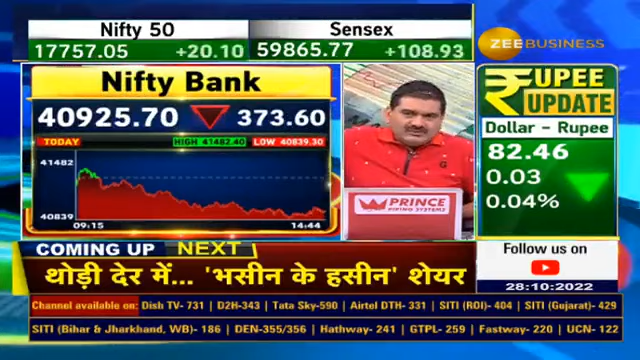 Nifty 50
17757.05 +20.10
Sensex
59865.77 +108.93
ZEE BUSINESS
Nifty Bank
40925.70 373.60
TODAY HIGH 41482.40 LOW 40839.30
41482
40839
09:15 14:44
PRINCE
PIPING SYSTEMS
RUPEE
UPDATE
Dollar - Rupee
82.46
0.03
0.04%
COMING UP NEXT
थोड़ी देर में... 'भसीन के हसीन' शेयर
Follow us on
28:10:2022
Channel available on: Dish TV- 731 | D2H-343 | Tata Sky-590 | Airtel DTH- 331 | SITI (ROI)- 404 | SITI (Gujarat)- 429
SITI (Bihar & Jharkhand, WB)- 186 | DEN-355/356 | Hathway- 241 | GTPL- 259 | Fastway- 220 | UCN- 122